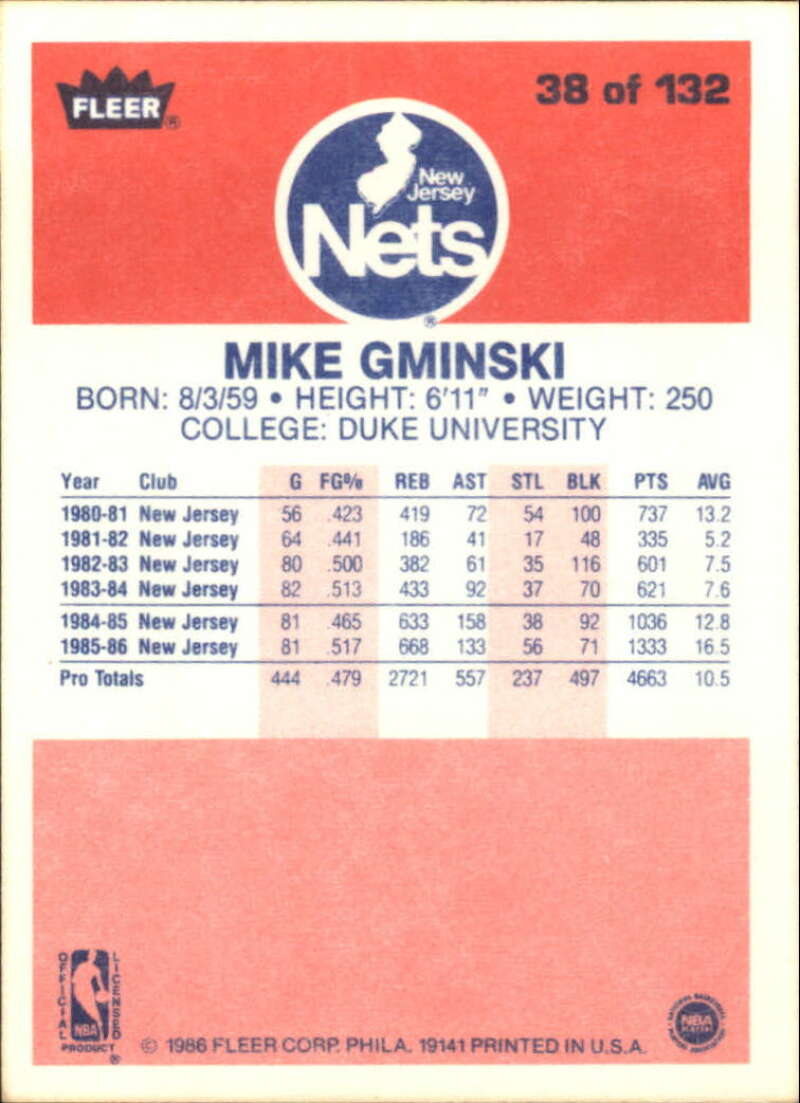 FLEER®
38 of 132
New
Jersey
Nets
®
MIKE GMINSKI
BORN: 8/3/59 • HEIGHT: 6'11" • WEIGHT: 250
COLLEGE: DUKE UNIVERSITY
Year Club G FG% REB AST STL BLK PTS AVG
1980-81 New Jersey 56 .423 419 72 54 100 737 13.2
1981-82 New Jersey 64 .441 186 41 17 48 335 5.2
1982-83 New Jersey 80 .500 382 61 35 116 601 7.5
1983-84 New Jersey 82 .513 433 92 37 70 621 7.6
1984-85 New Jersey 81 .465 633 158 38 92 1036 12.8
1985-86 New Jersey 81 .517 668 133 56 71 1333 16.5
Pro Totals 444 .479 2721 557 237 497 4663 10.5
OFFICIAL
LICENSED
NBA
PRODUCT
®
© 1986 FLEER CORP. PHILA. 19141 PRINTED IN U.S.A.
NATIONAL BASKETBALL
NBA
PLAYERS
PLAYERS ASSOCIATION